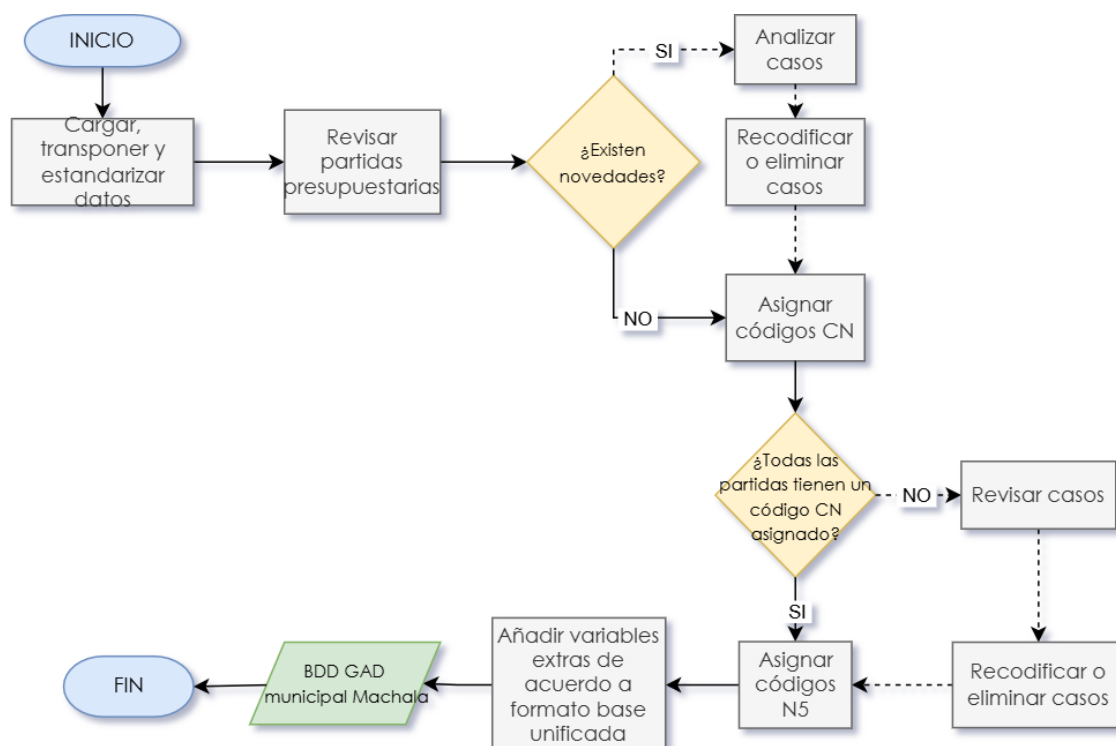 INICIO
Cargar,
transponer y
estandarizar
datos
Revisar
partidas
presupuestarias
¿Existen
novedades?
SI
Analizar
casos
Recodificar
o eliminar
casos
NO
Asignar
códigos CN
¿Todas las
partidas tienen un
código CN
asignado?
NO
Revisar casos
Recodificar o
eliminar casos
SI
Asignar
códigos
N5
Añadir variables
extras de
acuerdo a
formato base
unificada
BDD GAD
municipal Machala
FIN